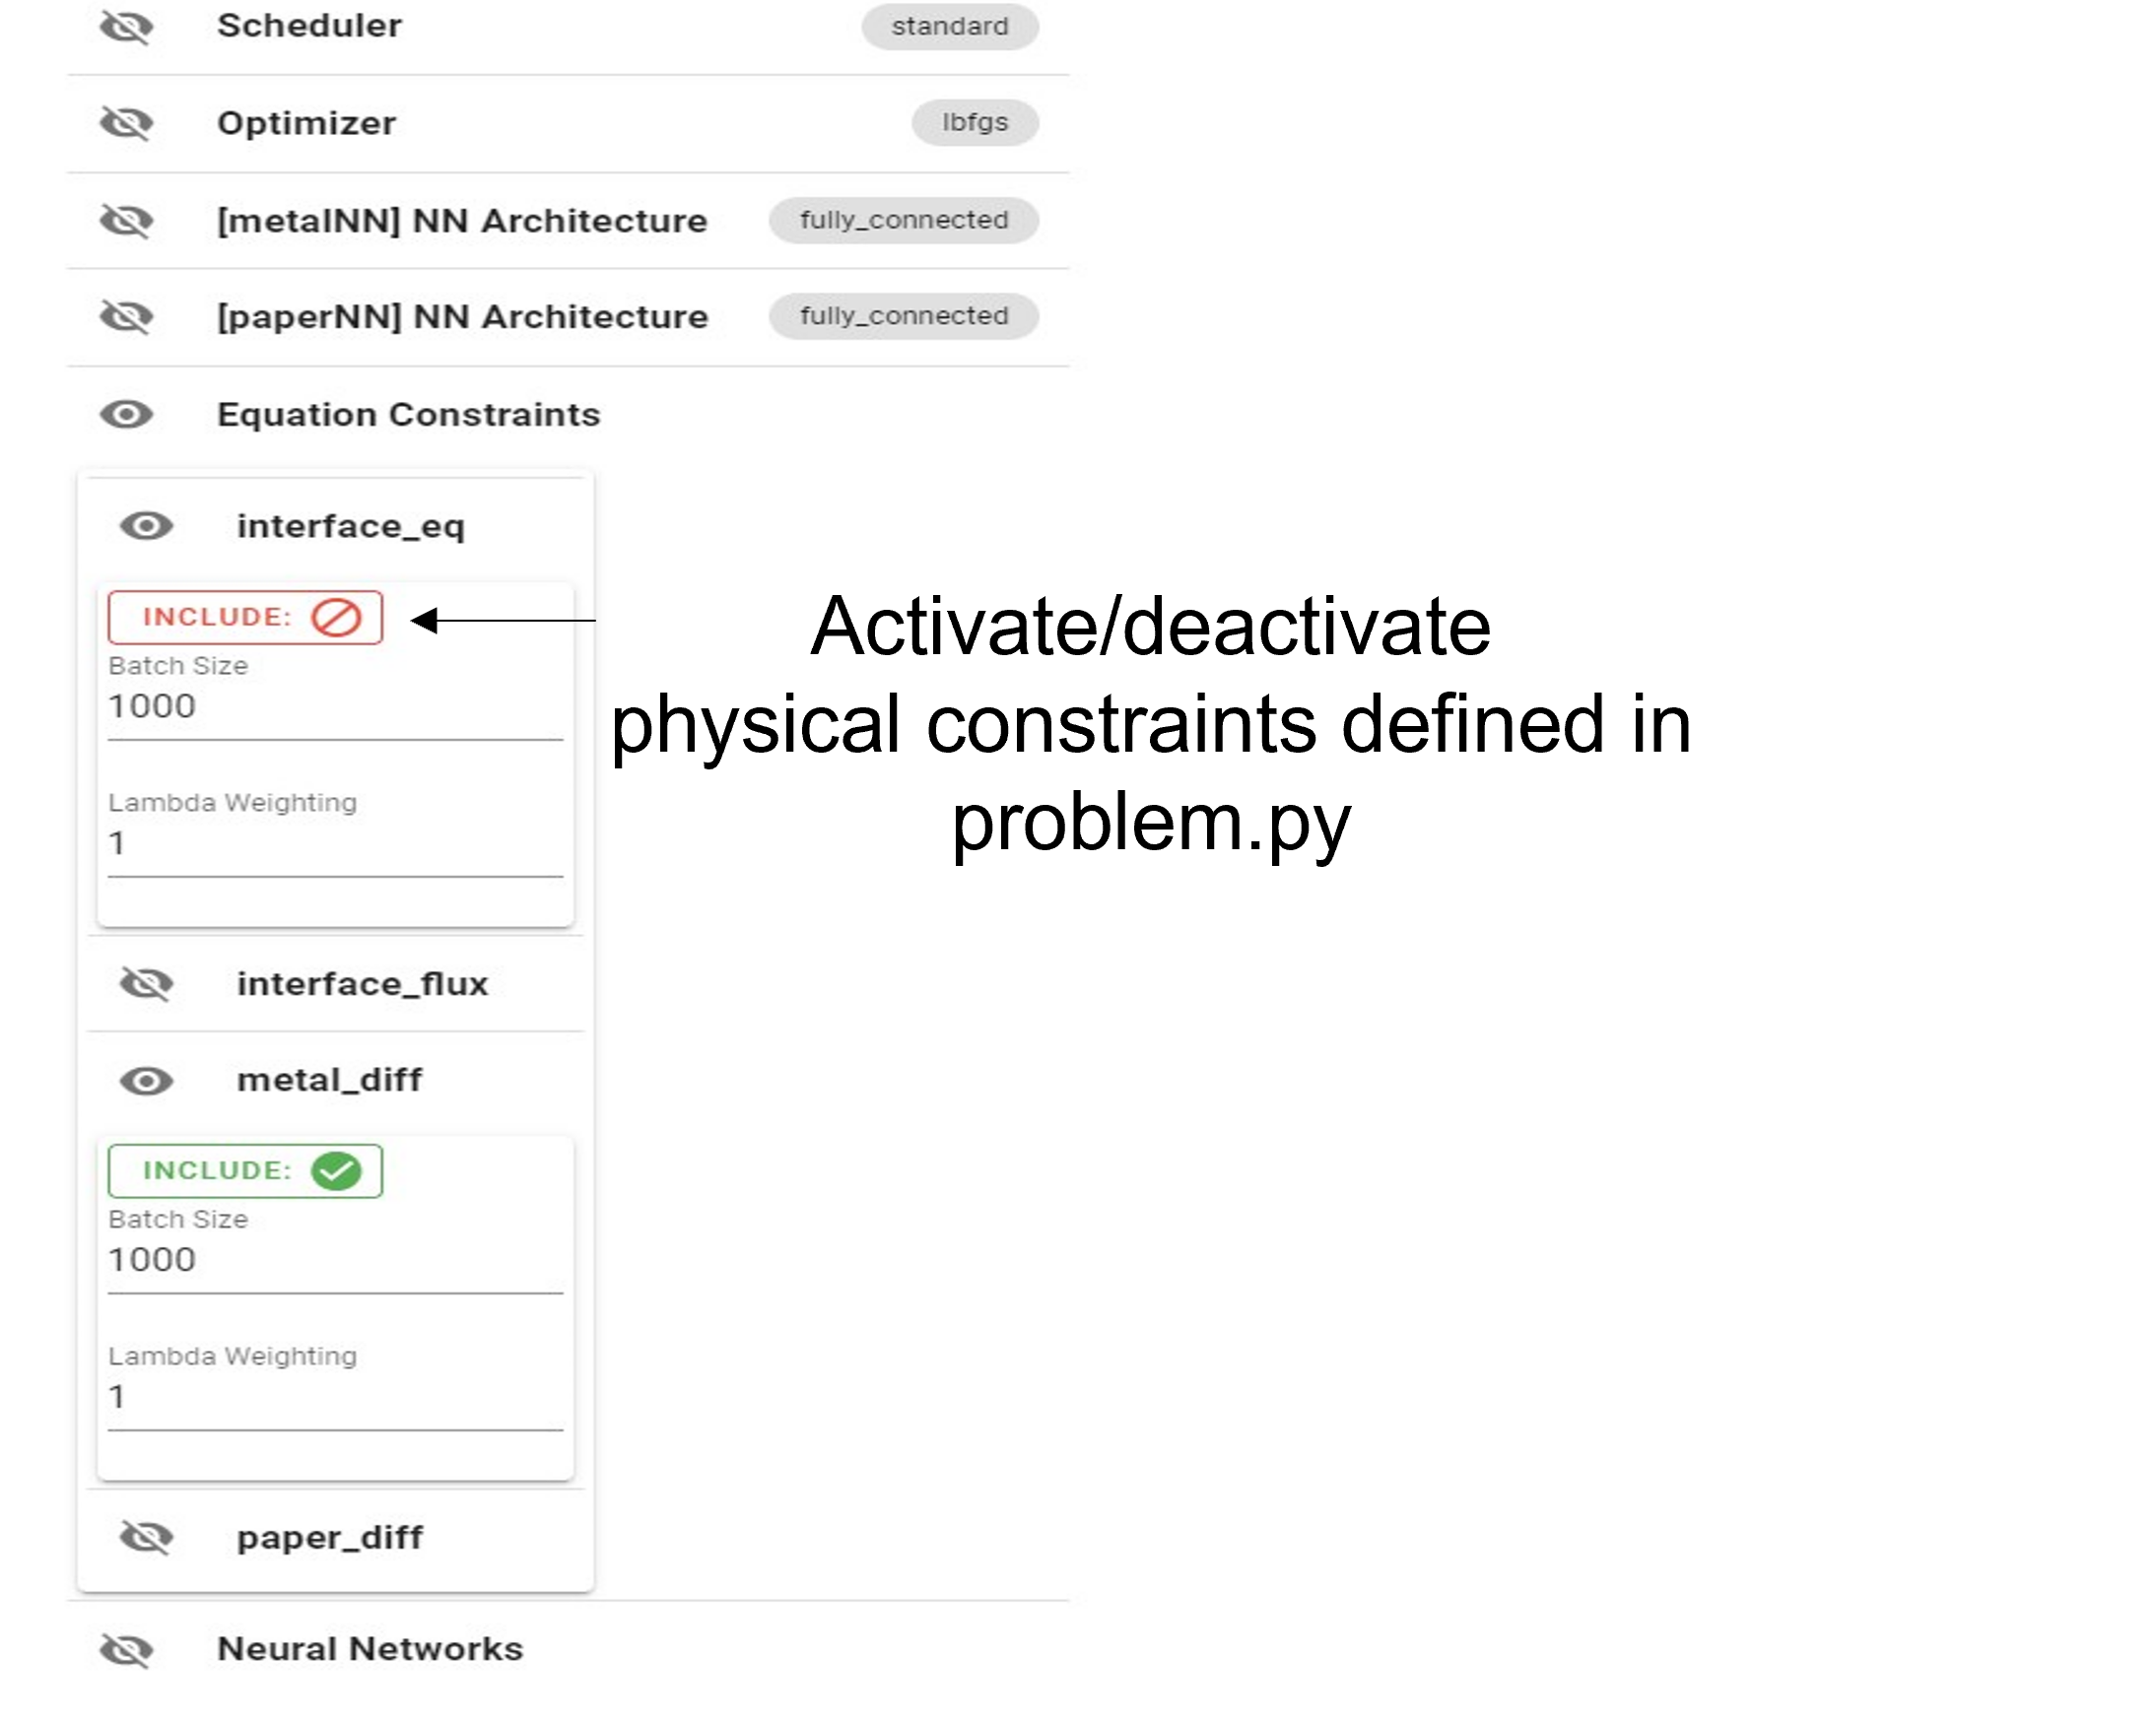 Scheduler standard
Optimizer lbfgs
[metalNN] NN Architecture fully_connected
[paperNN] NN Architecture fully_connected
Equation Constraints
interface_eq
INCLUDE:
Batch Size
1000
Lambda Weighting
1
Activate/deactivate
physical constraints defined in
problem.py
interface_flux
metal_diff
INCLUDE:
Batch Size
1000
Lambda Weighting
1
paper_diff
Neural Networks